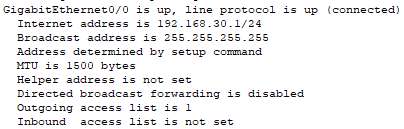 GigabitEthernet0/0 is up, line protocol is up (connected)
Internet address is 192.168.30.1/24
Broadcast address is 255.255.255.255
Address determined by setup command
MTU is 1500 bytes
Helper address is not set
Directed broadcast forwarding is disabled
Outgoing access list is 1
Inbound  access list is not set